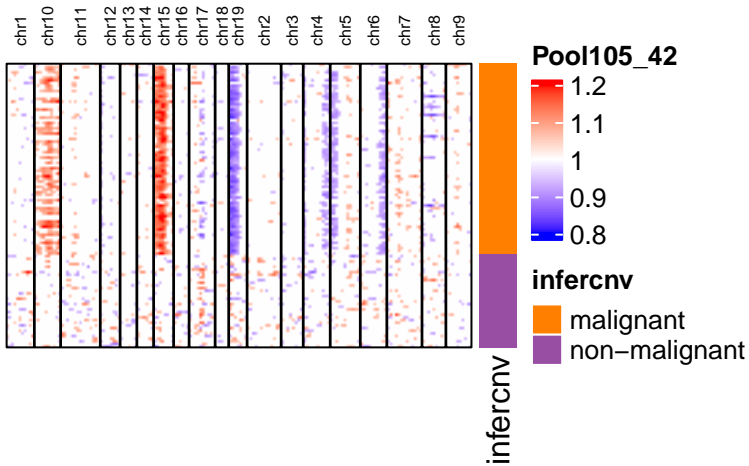 chr1
chr10
chr11
chr12
chr13
chr14
chr15
chr16
chr17
chr18
chr19
chr2
chr3
chr4
chr5
chr6
chr7
chr8
chr9
Pool105_42
1.2
1.1
1
0.9
0.8
infercnv
malignant
non−malignant
infercnv